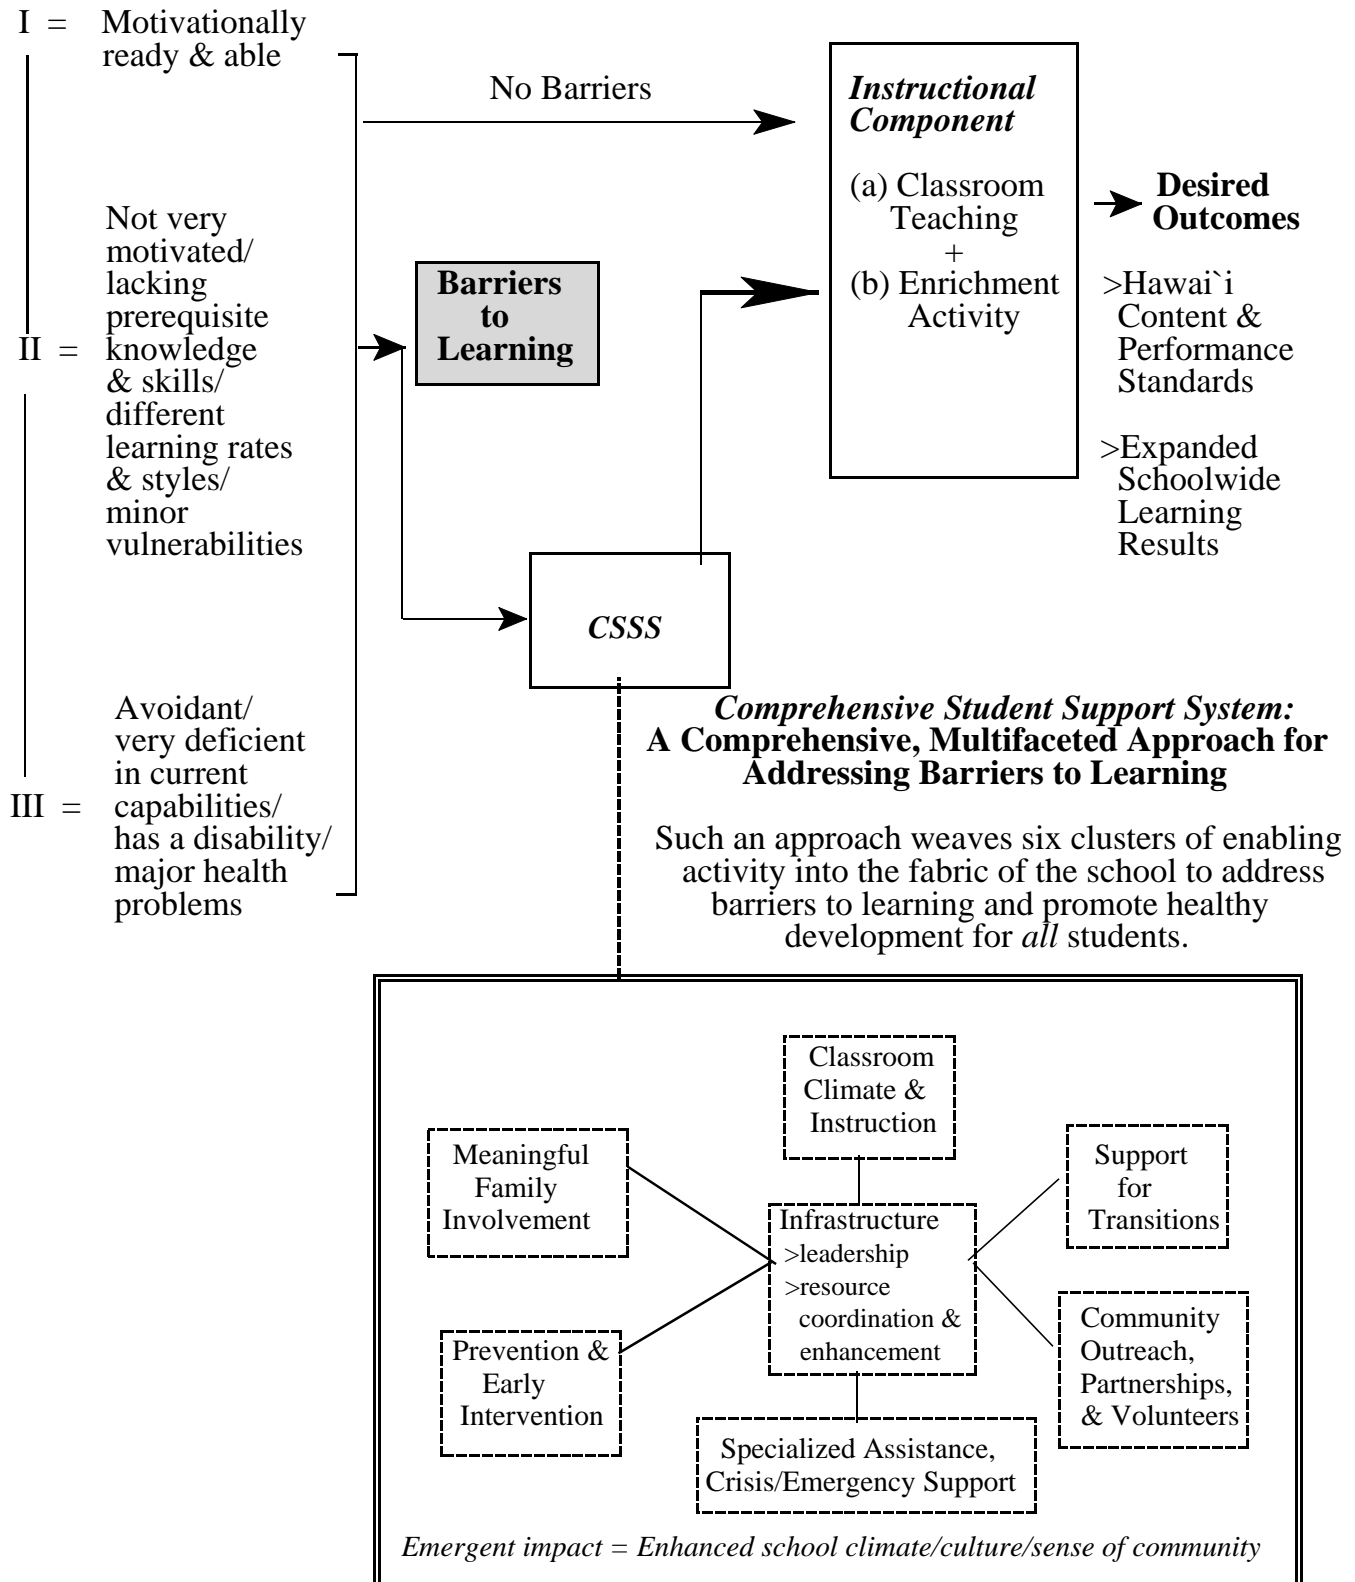 I = Motivationally
ready & able
No Barriers
Instructional
Component
(a) Classroom
Teaching
+
(b) Enrichment
Activity
Desired
Outcomes
>Hawai`i
Content &
Performance
Standards
>Expanded
Schoolwide
Learning
Results
Not very
motivated/
lacking
prerequisite
II = knowledge
& skills/
different
learning rates
& styles/
minor
vulnerabilities
Barriers
to
Learning
CSSS
Avoidant/
very deficient
in current
III = capabilities/
has a disability/
major health
problems
Comprehensive Student Support System:
A Comprehensive, Multifaceted Approach for
Addressing Barriers to Learning
Such an approach weaves six clusters of enabling
activity into the fabric of the school to address
barriers to learning and promote healthy
development for all students.
Classroom
Climate &
Instruction
Meaningful
Family
Involvement
Support
for
Transitions
Infrastructure
>leadership
>resource
coordination &
enhancement
Prevention &
Early
Intervention
Community
Outreach,
Partnerships,
& Volunteers
Specialized Assistance,
Crisis/Emergency Support
Emergent impact = Enhanced school climate/culture/sense of community